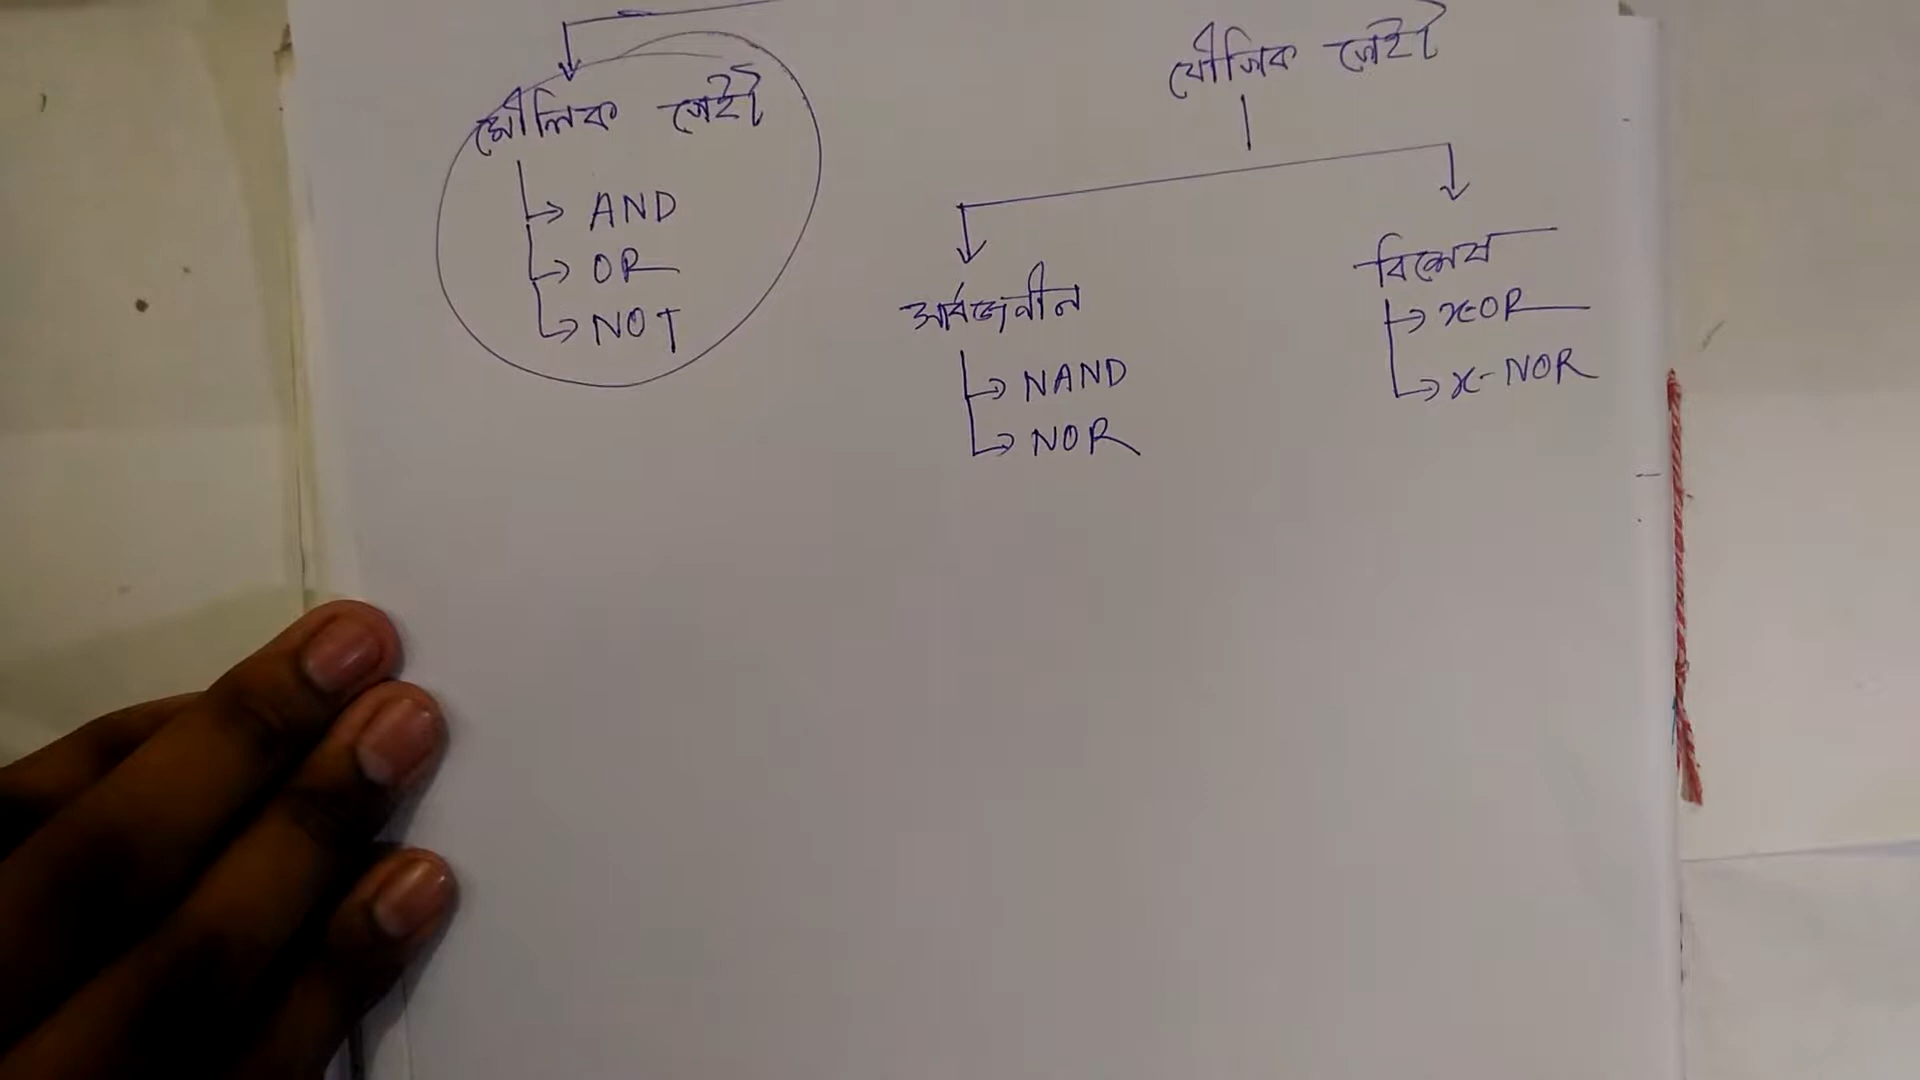 মৌলিক গেইট
AND
OR
NOT
যৌগিক গেইট
সার্বজনীন
NAND
NOR
বিশেষ
X-OR
X-NOR